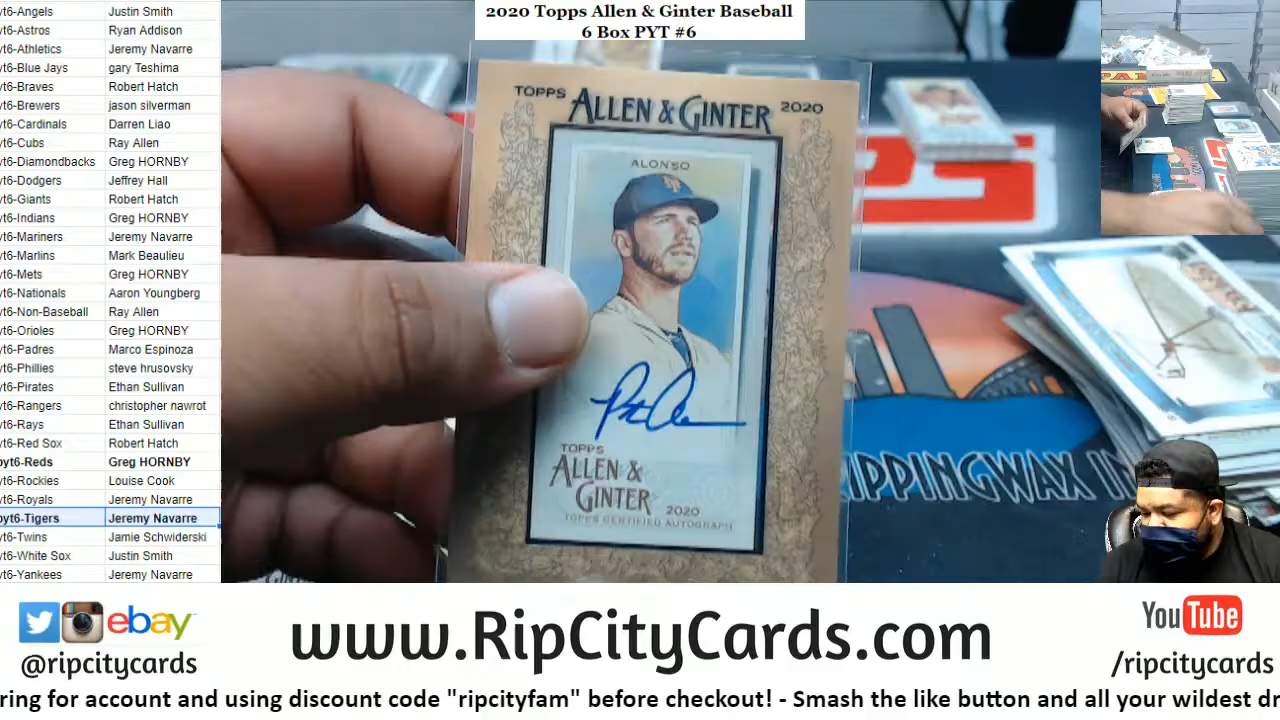 2020 Topps Allen & Ginter Baseball
6 Box PYT #6
yt6-Angels Justin Smith
yt6-Astros Ryan Addison
yt6-Athletics Jeremy Navarre
yt6-Blue Jays gary Teshima
yt6-Braves Robert Hatch
yt6-Brewers jason silverman
yt6-Cardinals Darren Liao
yt6-Cubs Ray Allen
yt6-Diamondbacks Greg HORNBY
yt6-Dodgers Jeffrey Hall
yt6-Giants Robert Hatch
yt6-Indians Greg HORNBY
yt6-Mariners Jeremy Navarre
yt6-Marlins Mark Beaulieu
yt6-Mets Greg HORNBY
yt6-Nationals Aaron Youngberg
yt6-Non-Baseball Ray Allen
yt6-Orioles Greg HORNBY
yt6-Padres Marco Espinoza
yt6-Phillies steve hrusovsky
yt6-Pirates Ethan Sullivan
yt6-Rangers christopher nawrot
yt6-Rays Ethan Sullivan
yt6-Red Sox Robert Hatch
pyt6-Reds Greg HORNBY
yt6-Rockies Louise Cook
yt6-Royals Jeremy Navarre
pyt6-Tigers Jeremy Navarre
yt6-Twins Jamie Schwiderski
yt6-White Sox Justin Smith
yt6-Yankees Jeremy Navarre
TOPPS ALLEN & GINTER 2020
ALONSO
TOPPS
ALLEN &
GINTER 2020
TOPPS CERTIFIED AUTOGRAPH
PS
RIPPINGWAX
ebay
@ripcitycards
www.RipCityCards.com
YouTube
/ripcitycards
ring for account and using discount code "ripcityfam" before checkout! - Smash the like button and all your wildest dr